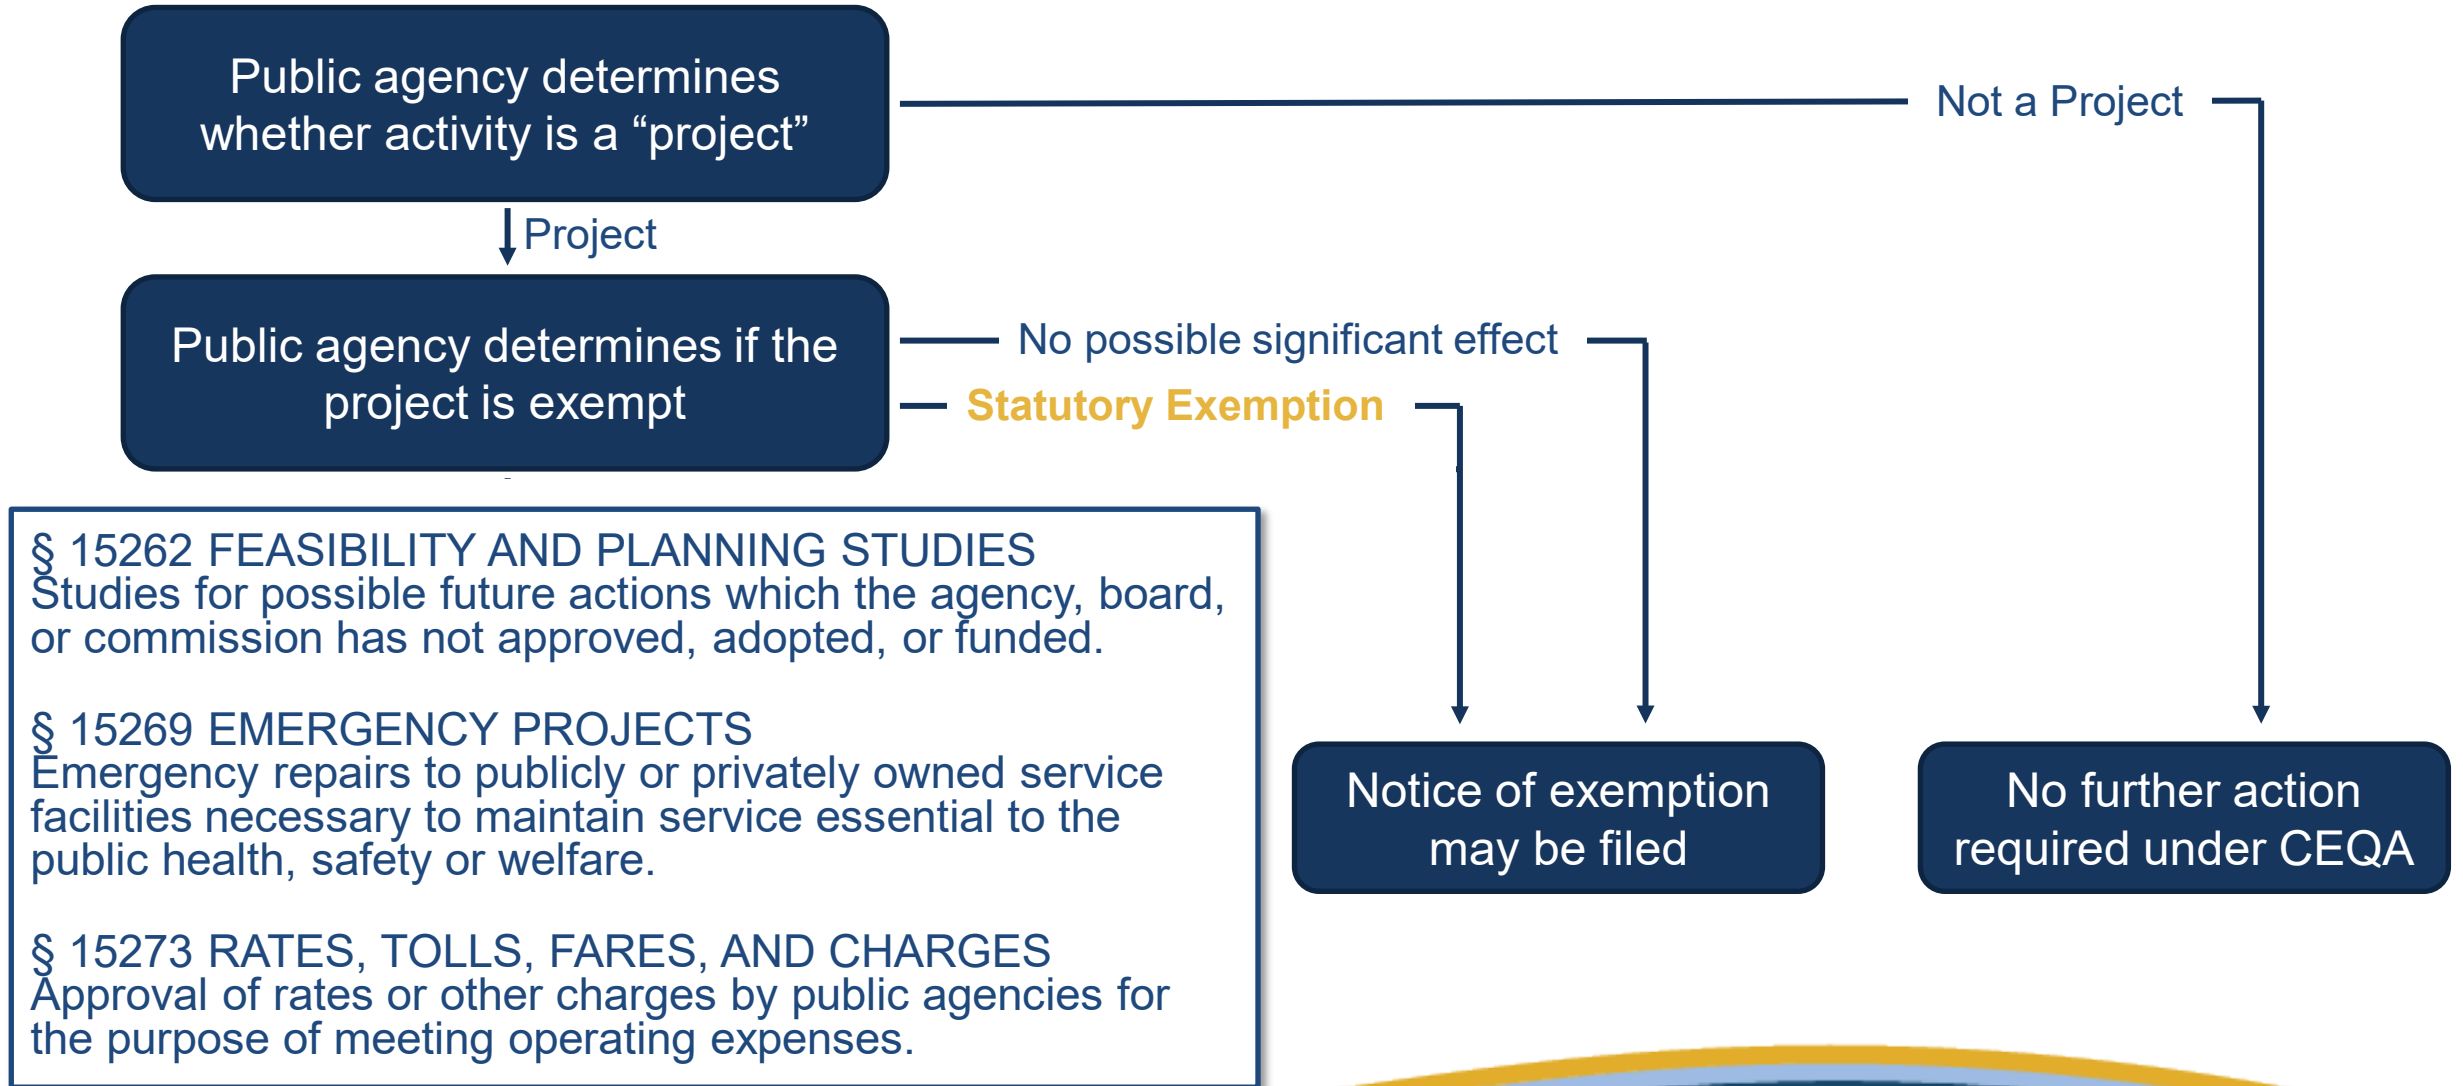 Public agency determines
whether activity is a “project”
Not a Project
Project
Public agency determines if the
project is exempt
No possible significant effect
Statutory Exemption
§ 15262 FEASIBILITY AND PLANNING STUDIES
Studies for possible future actions which the agency, board,
or commission has not approved, adopted, or funded.
§ 15269 EMERGENCY PROJECTS
Emergency repairs to publicly or privately owned service
facilities necessary to maintain service essential to the
public health, safety or welfare.
§ 15273 RATES, TOLLS, FARES, AND CHARGES
Approval of rates or other charges by public agencies for
the purpose of meeting operating expenses.
Notice of exemption
may be filed
No further action
required under CEQA